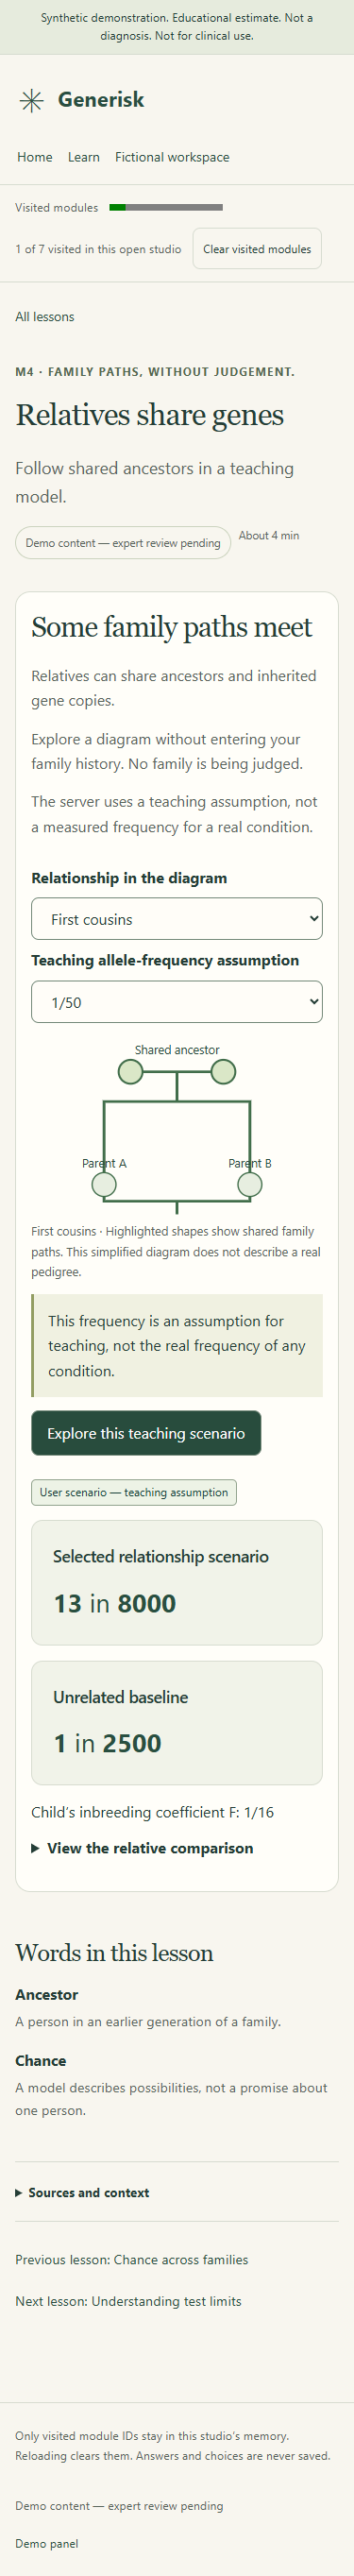 Synthetic demonstration. Educational estimate. Not a
diagnosis. Not for clinical use.
Generisk
Home Learn Fictional workspace
Visited modules
1 of 7 visited in this open studio Clear visited modules
All lessons
M4 · FAMILY PATHS, WITHOUT JUDGEMENT.
Relatives share genes
Follow shared ancestors in a teaching
model.
Demo content — expert review pending About 4 min
Some family paths meet
Relatives can share ancestors and inherited
gene copies.
Explore a diagram without entering your
family history. No family is being judged.
The server uses a teaching assumption, not
a measured frequency for a real condition.
Relationship in the diagram
First cousins
Teaching allele-frequency assumption
1/50
Shared ancestor
Parent A Parent B
First cousins · Highlighted shapes show shared family
paths. This simplified diagram does not describe a real
pedigree.
This frequency is an assumption for
teaching, not the real frequency of any
condition.
Explore this teaching scenario
User scenario — teaching assumption
Selected relationship scenario
13 in 8000
Unrelated baseline
1 in 2500
Child’s inbreeding coefficient F: 1/16
View the relative comparison
Words in this lesson
Ancestor
A person in an earlier generation of a family.
Chance
A model describes possibilities, not a promise about
one person.
Sources and context
Previous lesson: Chance across families
Next lesson: Understanding test limits
Only visited module IDs stay in this studio’s memory.
Reloading clears them. Answers and choices are never saved.
Demo content — expert review pending
Demo panel